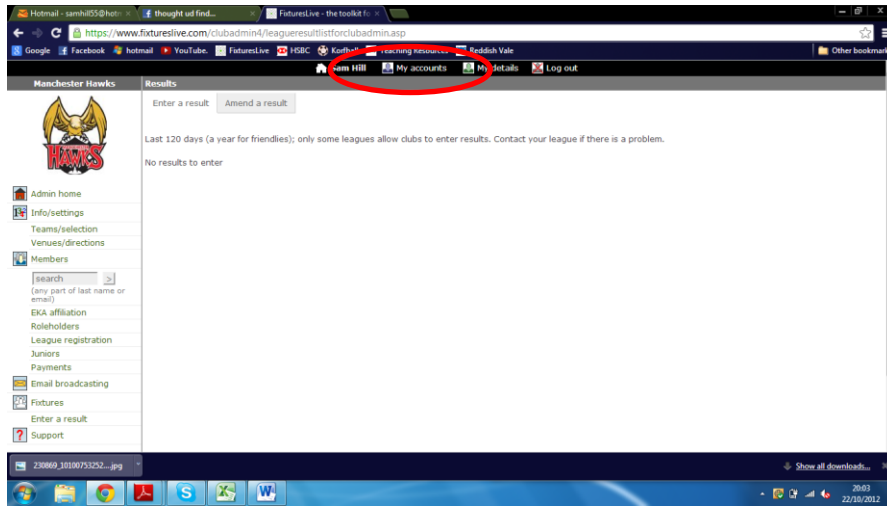 Hotmail - samhill55@hotm
thought ud find...
FixturesLive - the toolkit fo
https://www.fixtureslive.com/clubadmin4/leagueresultlistforclubadmin.asp
Google Facebook hotmail YouTube. FixturesLive HSBC Korfball Teaching Resources Reddish Vale Other bookmark
Sam Hill My accounts My details Log out
Manchester Hawks Results
Enter a result Amend a result
Last 120 days (a year for friendlies); only some leagues allow clubs to enter results. Contact your league if there is a problem.
No results to enter
HAWKS
Admin home
Info/settings
Teams/selection
Venues/directions
Members
search >
(any part of last name or
email)
EKA affiliation
Roleholders
League registration
Juniors
Payments
Email broadcasting
Fixtures
Enter a result
Support
230869_10100753252....jpg Show all downloads...
20:03
22/10/2012